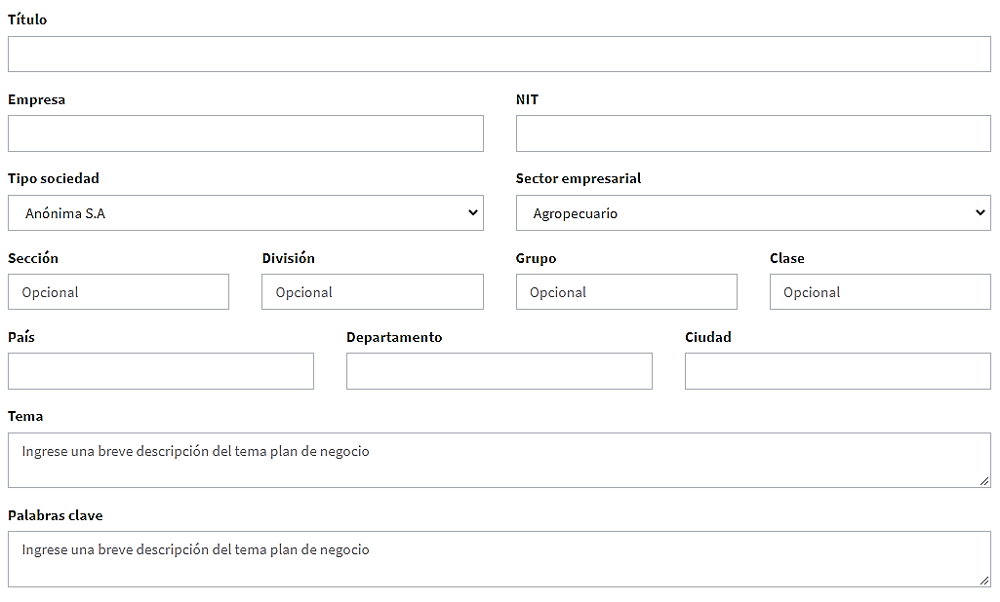 Título
Empresa NIT
Tipo sociedad Sector empresarial
Anónima S.A Agropecuario
Sección División Grupo Clase
Opcional Opcional Opcional Opcional
País Departamento Ciudad
Tema
Ingrese una breve descripción del tema plan de negocio
Palabras clave
Ingrese una breve descripción del tema plan de negocio